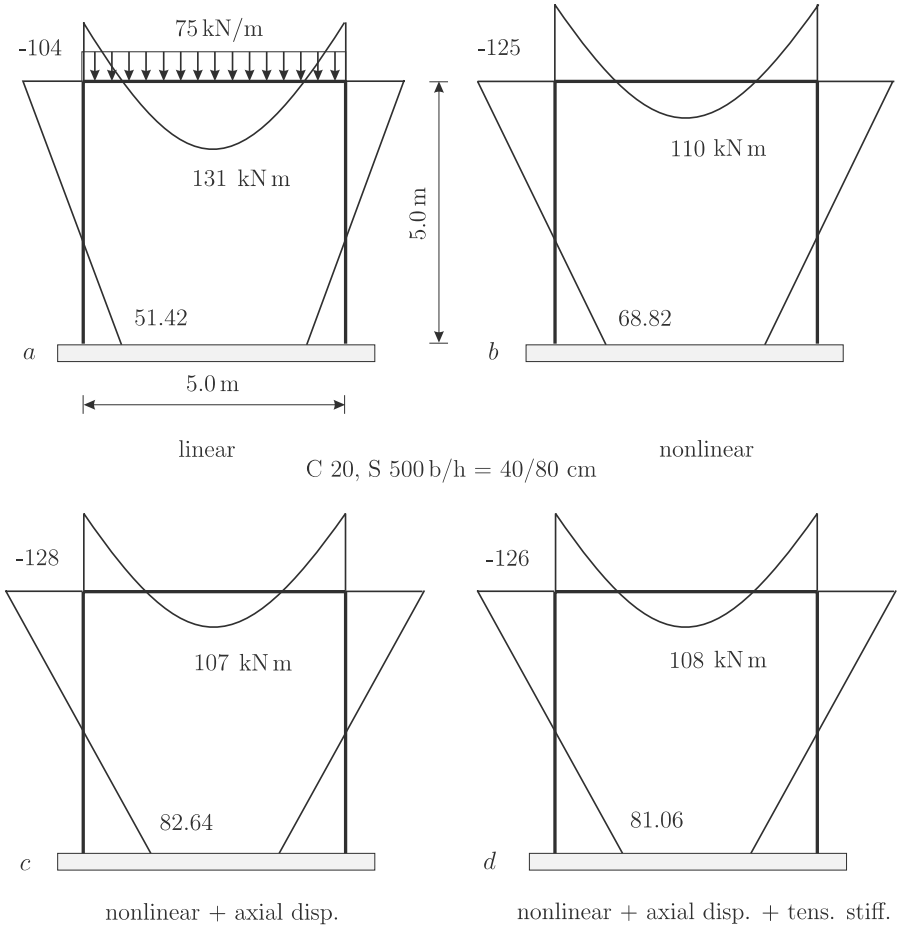 75 kN/m
-104
131 kN m
51.42
5.0 m
a
5.0 m
linear
-125
110 kN m
68.82
b
nonlinear
C 20, S 500 b/h = 40/80 cm
-128
107 kN m
82.64
c
nonlinear + axial disp.
-126
108 kN m
81.06
d
nonlinear + axial disp. + tens. stiff.